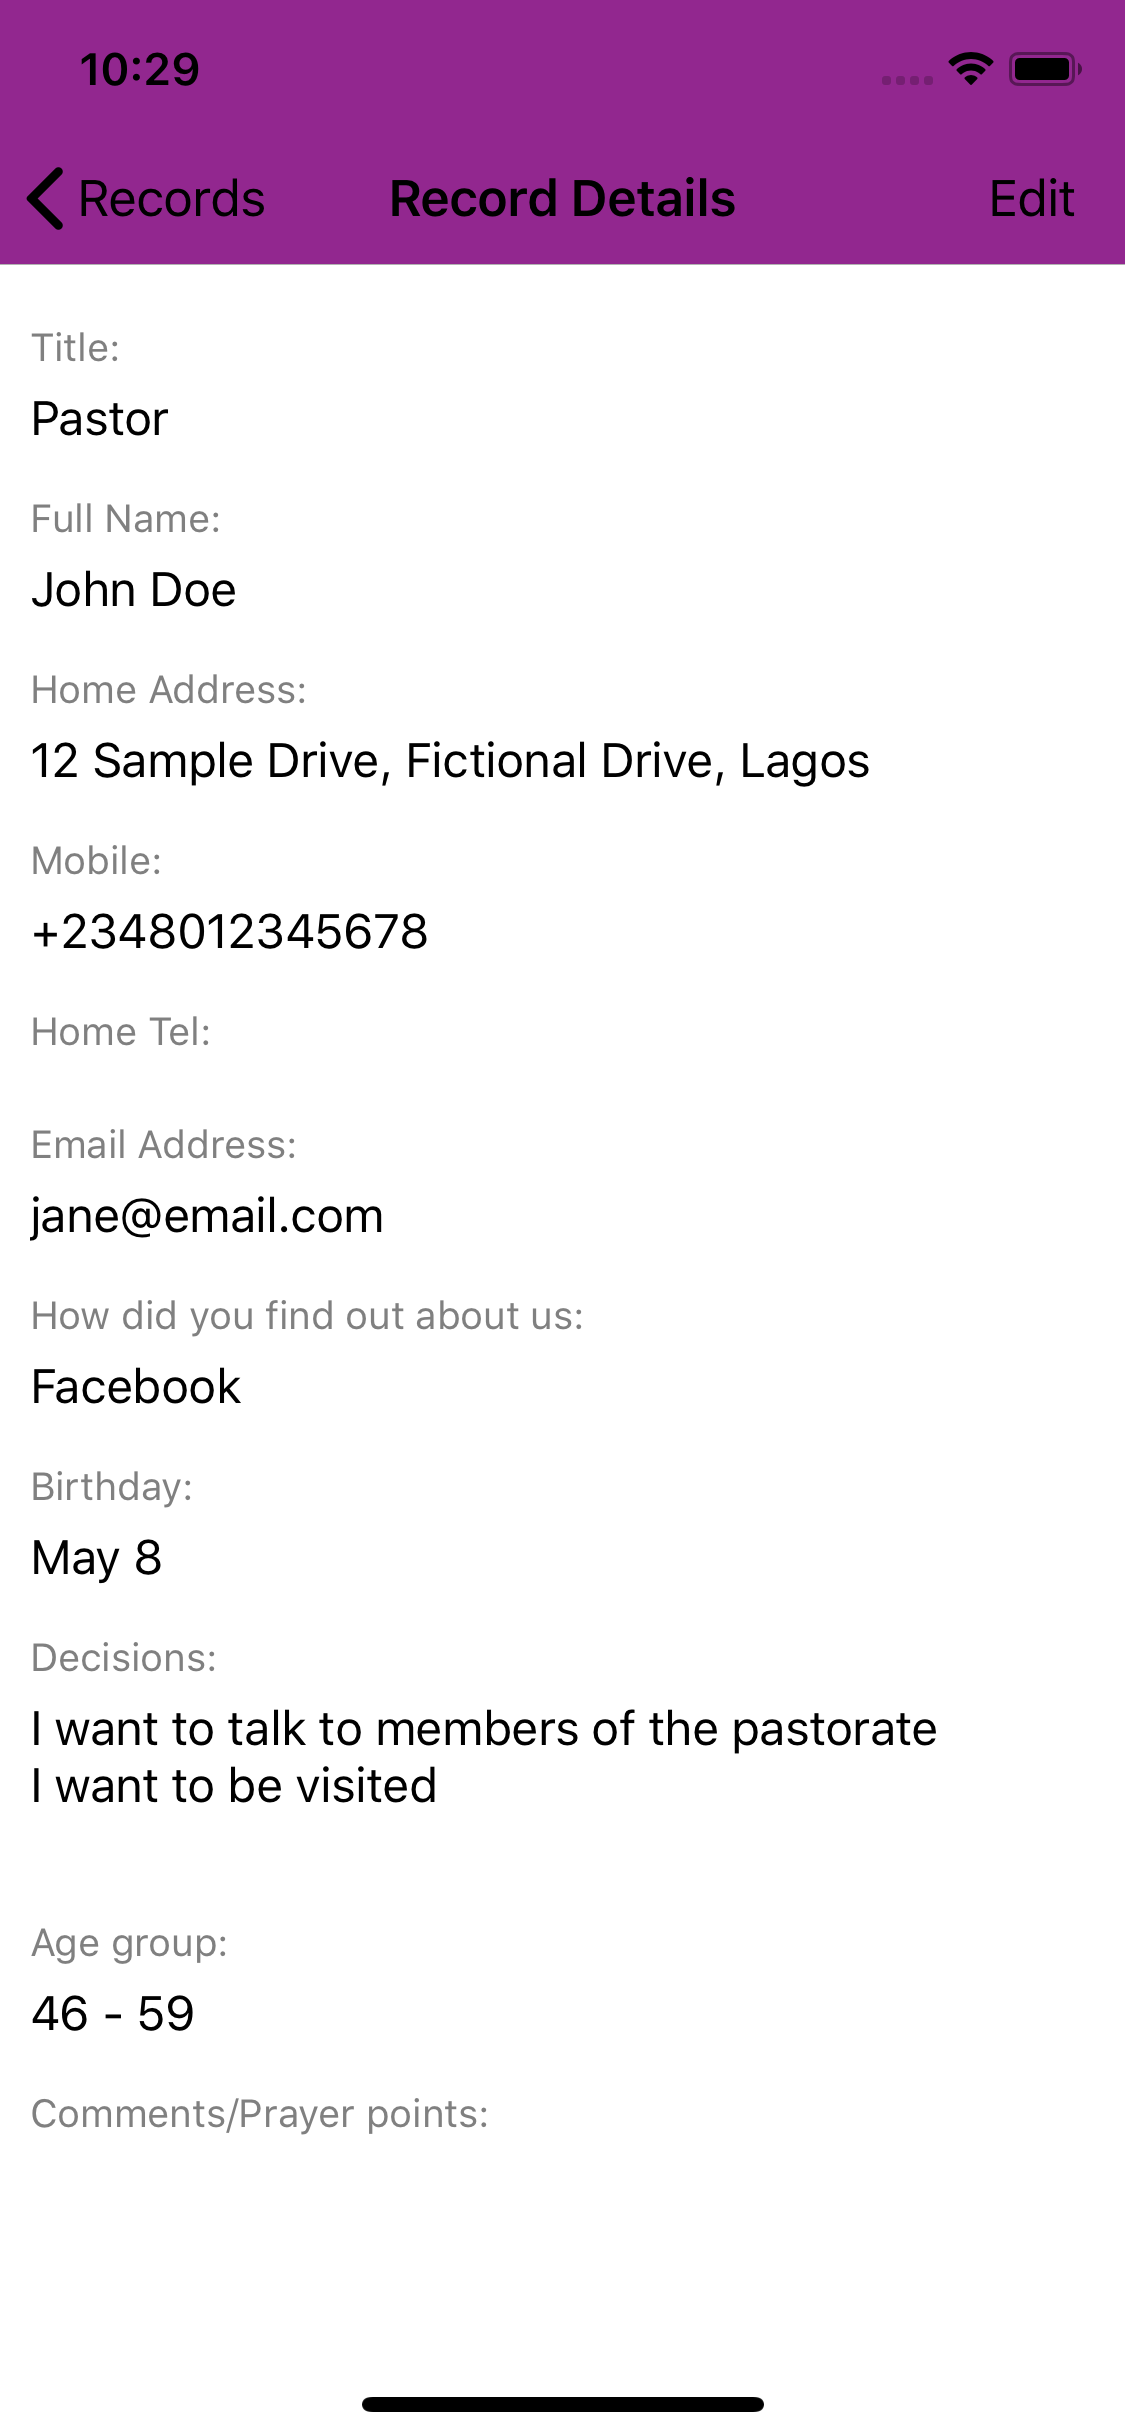 10:29
Records
Record Details
Edit
Title:
Pastor
Full Name:
John Doe
Home Address:
12 Sample Drive, Fictional Drive, Lagos
Mobile:
+2348012345678
Home Tel:
Email Address:
jane@email.com
How did you find out about us:
Facebook
Birthday:
May 8
Decisions:
I want to talk to members of the pastorate
I want to be visited
Age group:
46 - 59
Comments/Prayer points: